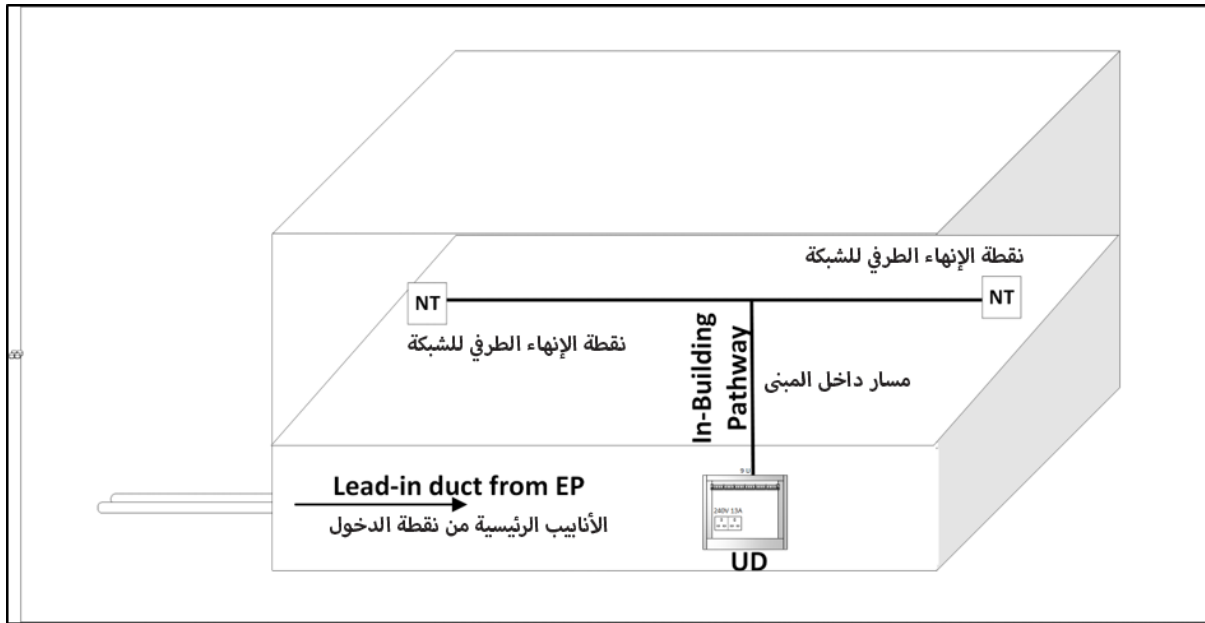 نقطة الإنهاء الطرفي للشبكة
NT
NT
نقطة الإنهاء الطرفي للشبكة
In-Building
Pathway
مسار داخل المبنى
9 U
Lead-in duct from EP
الأنابيب الرئيسية من نقطة الدخول
240V 13A
UD